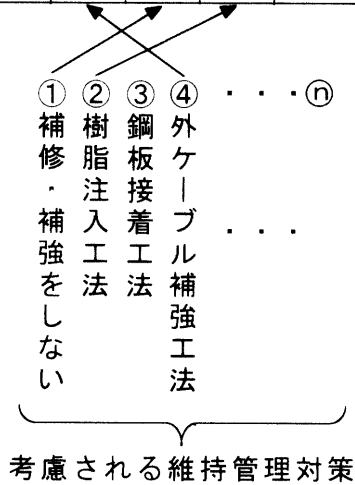 ①補修・補強をしない
②樹脂注入工法
③鋼板接着工法
④外ケーブル補強工法
・・・ⓝ
・・・
考慮される維持管理対策